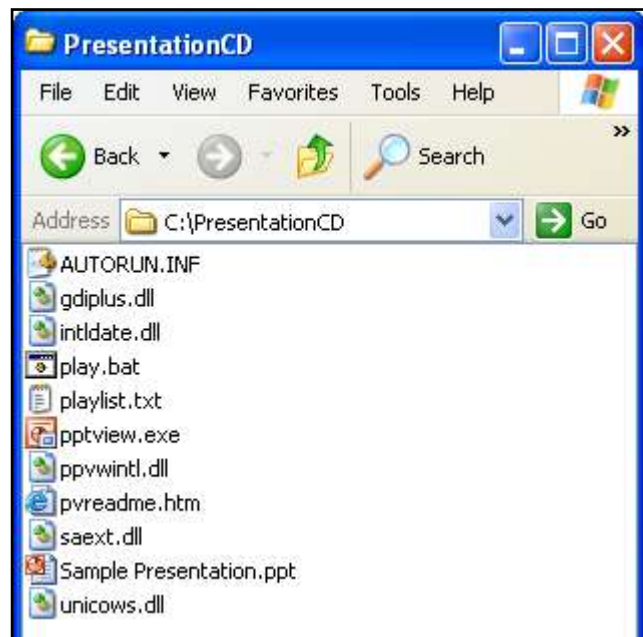 PresentationCD
File Edit View Favorites Tools Help
Back Search »
Address C:\PresentationCD Go
AUTORUN.INF
gdiplus.dll
intldate.dll
play.bat
playlist.txt
pptview.exe
ppvwintl.dll
pvreadme.htm
saext.dll
Sample Presentation.ppt
unicows.dll